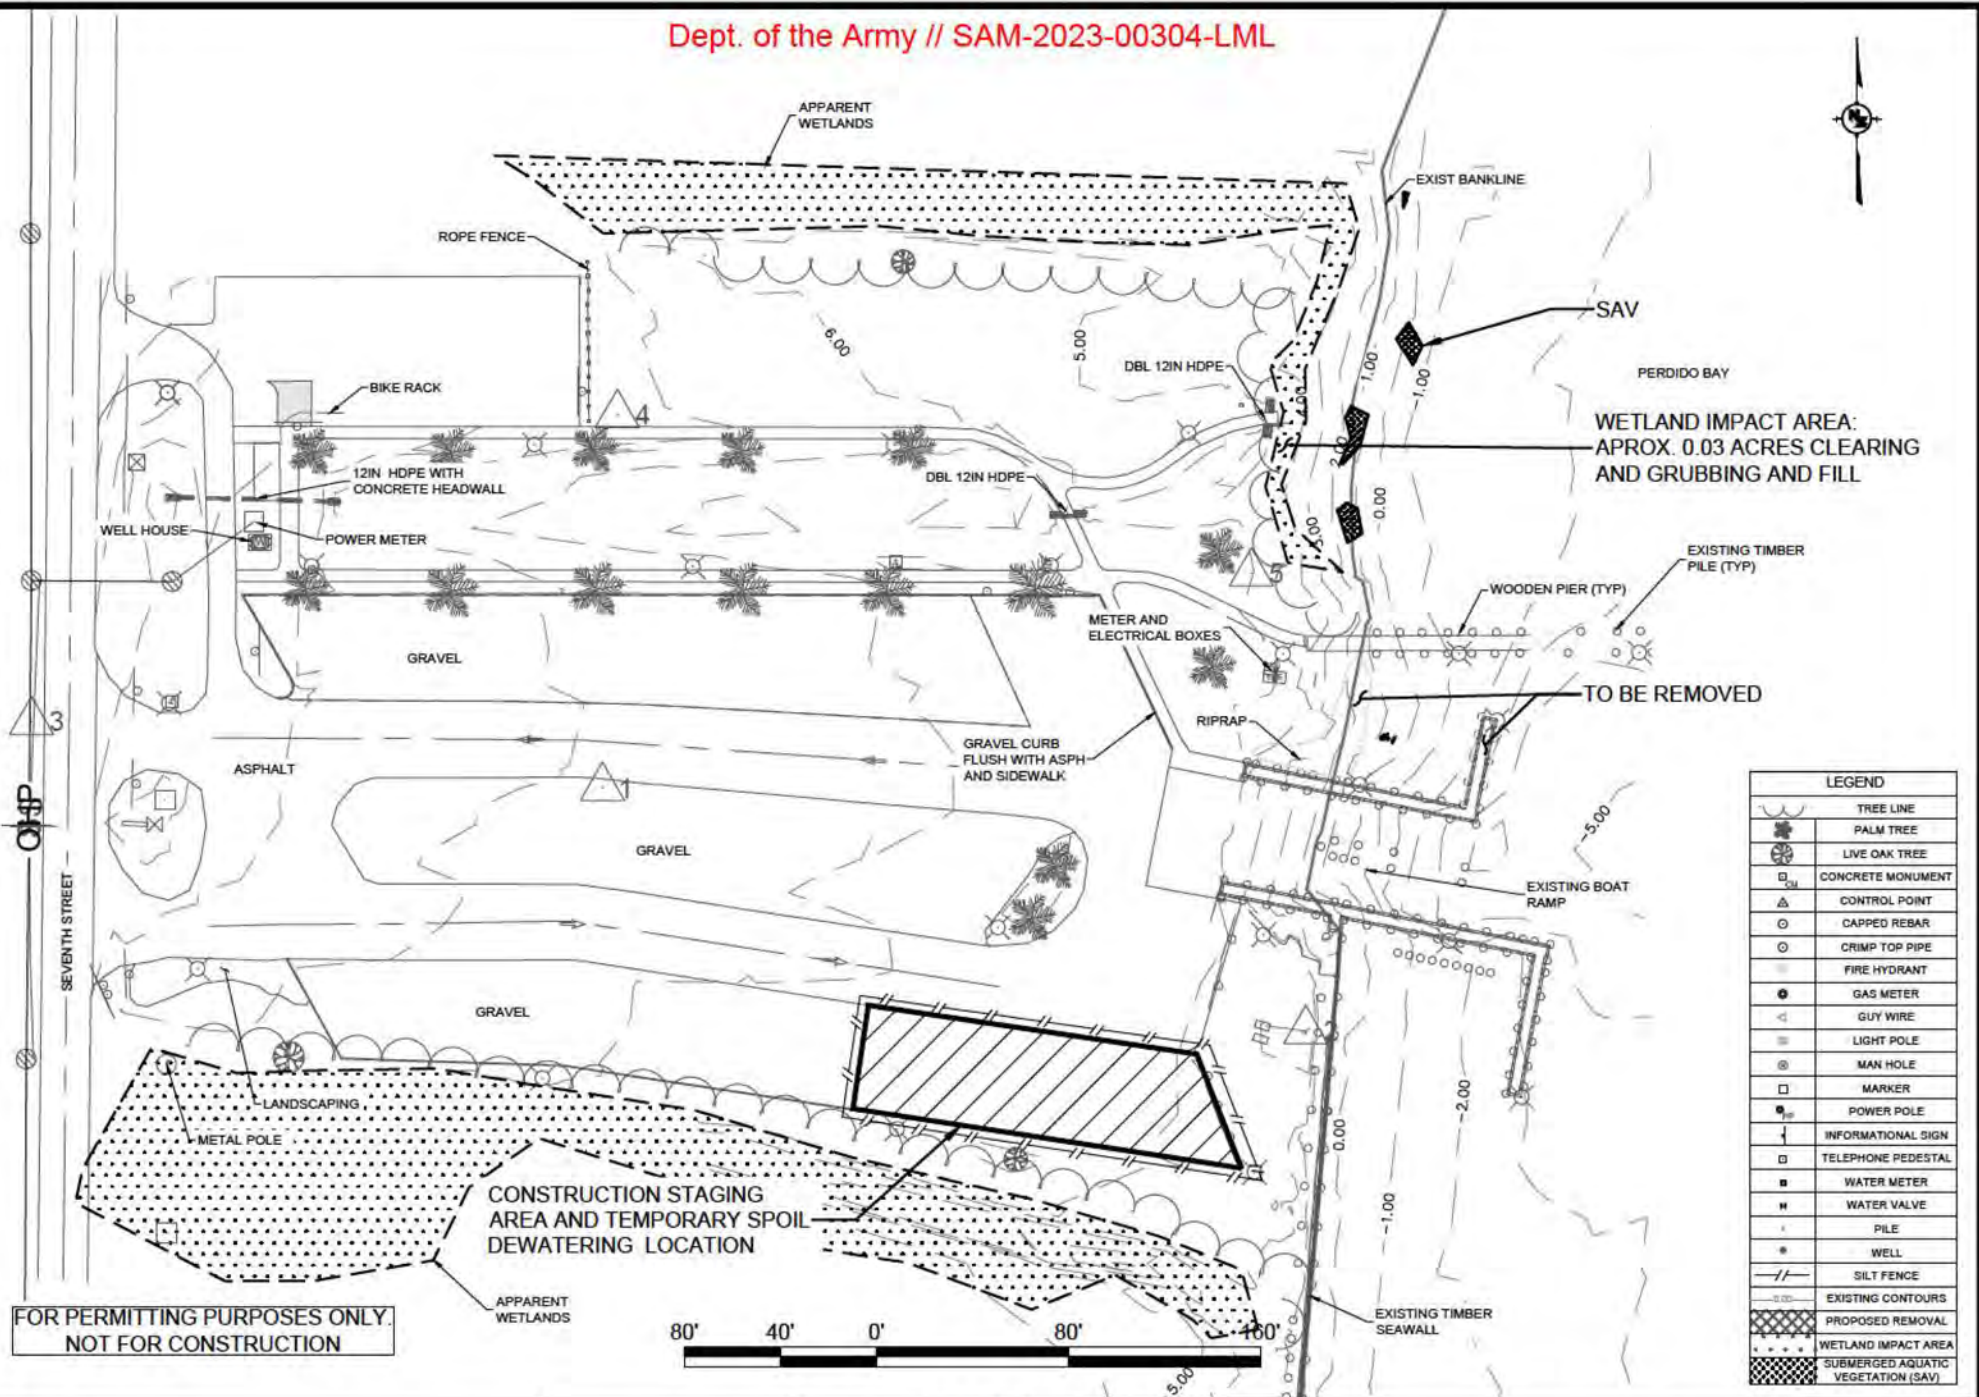 Dept. of the Army // SAM-2023-00304-LML
APPARENT
WETLANDS
EXIST BANKLINE
ROPE FENCE
SAV
6.00
5.00
DBL 12IN HDPE
-1.00
-1.00
PERDIDO BAY
BIKE RACK
4
WETLAND IMPACT AREA:
APROX. 0.03 ACRES CLEARING
AND GRUBBING AND FILL
2.00
12IN HDPE WITH
CONCRETE HEADWALL
DBL 12IN HDPE
0.00
WELL HOUSE
POWER METER
3.00
EXISTING TIMBER
PILE (TYP)
5
WOODEN PIER (TYP)
METER AND
ELECTRICAL BOXES
GRAVEL
TO BE REMOVED
3
RIPRAP
GRAVEL CURB
FLUSH WITH ASPH
AND SIDEWALK
ASPHALT
1
OHP
GRAVEL
-5.00
SEVENTH STREET
EXISTING BOAT
RAMP
GRAVEL
2
LANDSCAPING
METAL POLE
-2.00
0.00
CONSTRUCTION STAGING
AREA AND TEMPORARY SPOIL
DEWATERING LOCATION
-1.00
APPARENT
WETLANDS
EXISTING TIMBER
SEAWALL
FOR PERMITTING PURPOSES ONLY.
NOT FOR CONSTRUCTION
80' 40' 0' 80' 160'
5.00
LEGEND
TREE LINE
PALM TREE
LIVE OAK TREE
CONCRETE MONUMENT
CONTROL POINT
CAPPED REBAR
CRIMP TOP PIPE
FIRE HYDRANT
GAS METER
GUY WIRE
LIGHT POLE
MAN HOLE
MARKER
POWER POLE
INFORMATIONAL SIGN
TELEPHONE PEDESTAL
WATER METER
WATER VALVE
PILE
WELL
SILT FENCE
EXISTING CONTOURS
PROPOSED REMOVAL
WETLAND IMPACT AREA
SUBMERGED AQUATIC
VEGETATION (SAV)